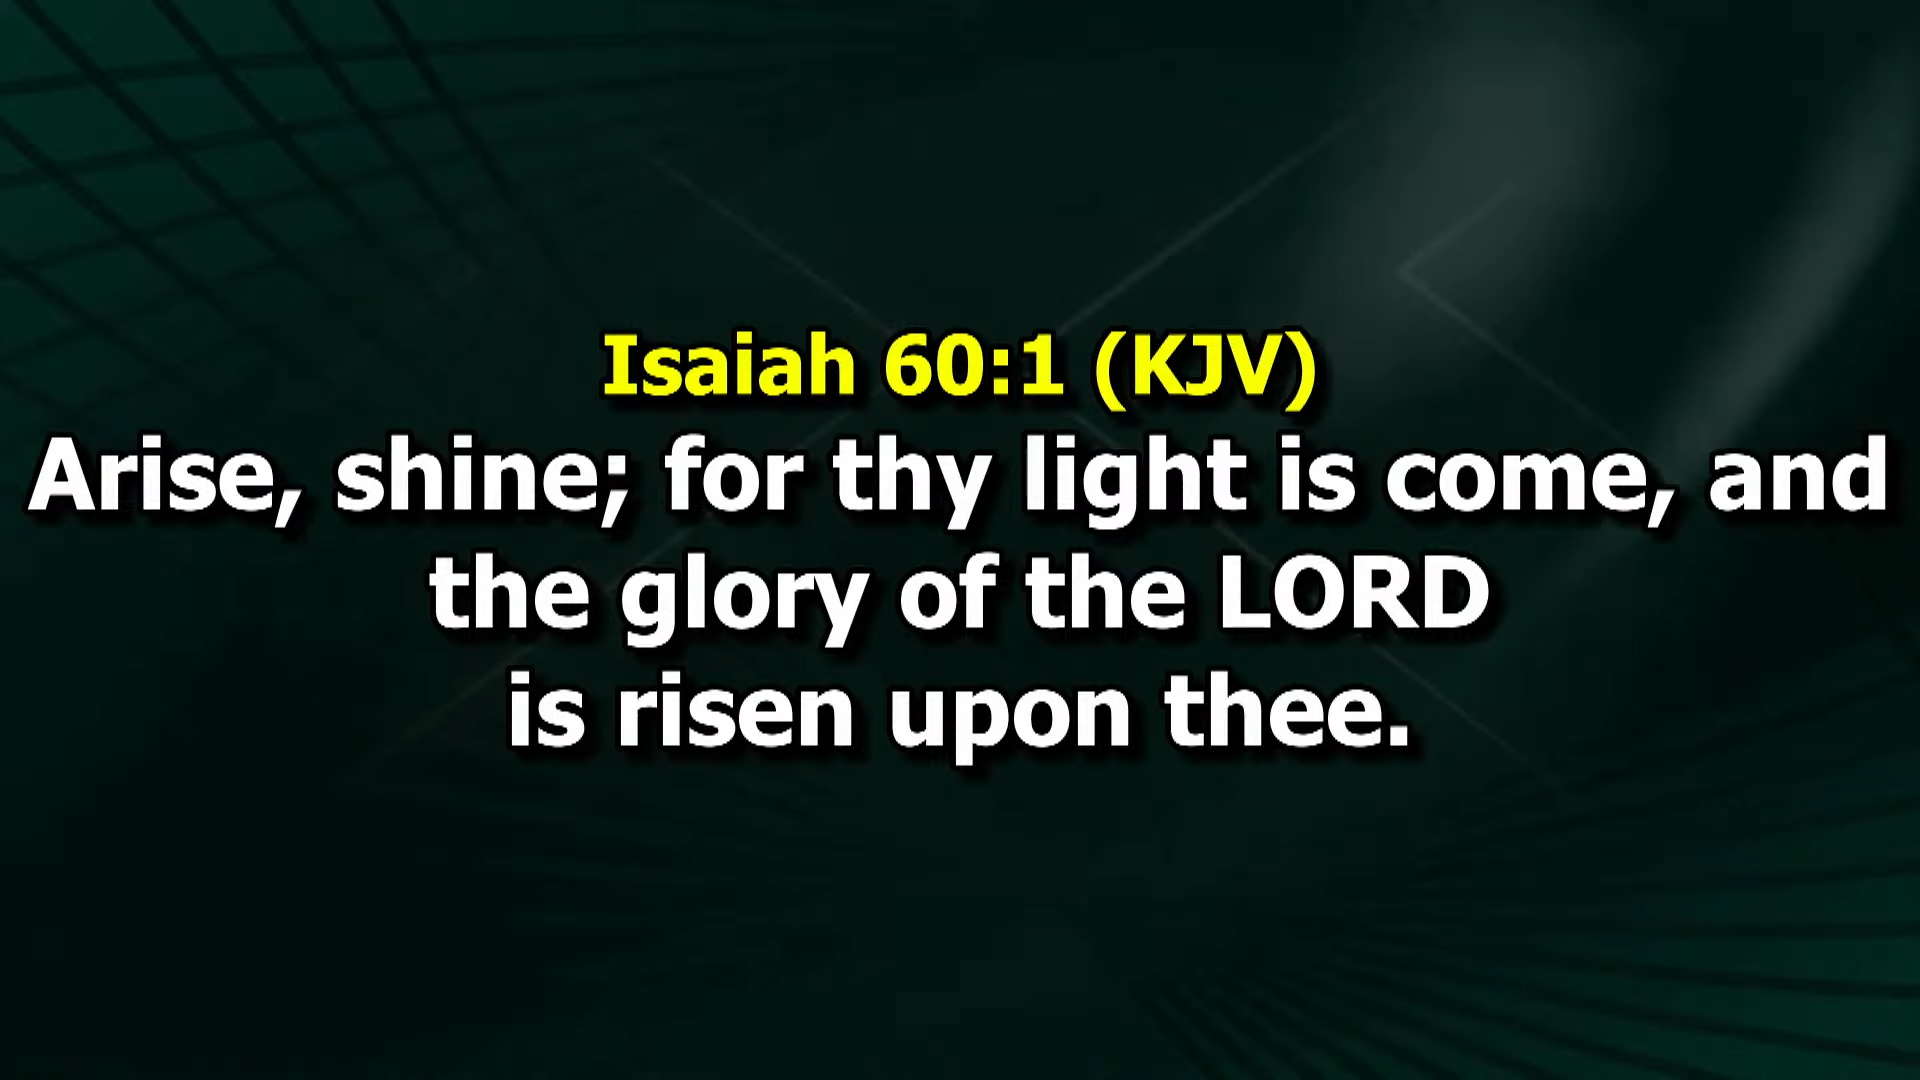 Isaiah 60:1 (KJV)
Arise, shine; for thy light is come, and
the glory of the LORD
is risen upon thee.